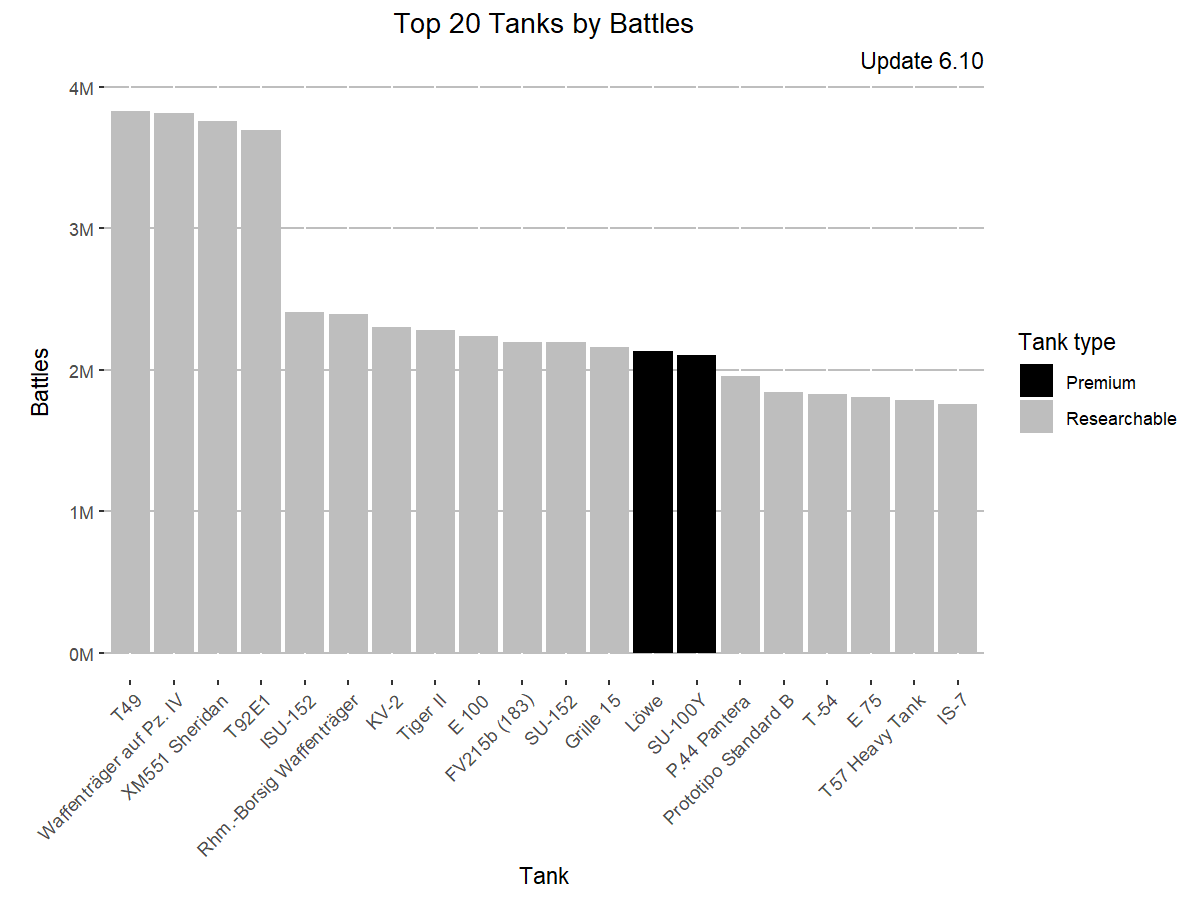 Top 20 Tanks by Battles
Update 6.10
4M
3M
2M
1M
0M
Battles
T49
Waffenträger auf Pz. IV
XM551 Sheridan
T92E1
ISU-152
Rhm.-Borsig Waffenträger
KV-2
Tiger II
E 100
FV215b (183)
SU-152
Grille 15
Löwe
SU-100Y
P.44 Pantera
Prototipo Standard B
T-54
E 75
T57 Heavy Tank
IS-7
Tank
Tank type
Premium
Researchable